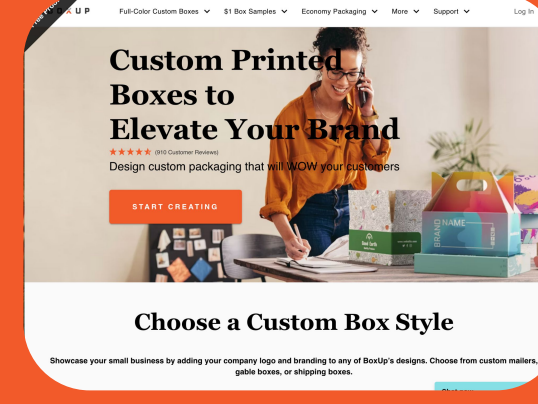 UP
Full-Color Custom Boxes
$1 Box Samples
Economy Packaging
More
Support
Log In
Custom Printed
Boxes to
Elevate Your Brand
(910 Customer Reviews)
Design custom packaging that will WOW your customers
START CREATING
BRAND NAME
Choose a Custom Box Style
Showcase your small business by adding your company logo and branding to any of BoxUp's designs. Choose from custom mailers,
gable boxes, or shipping boxes.